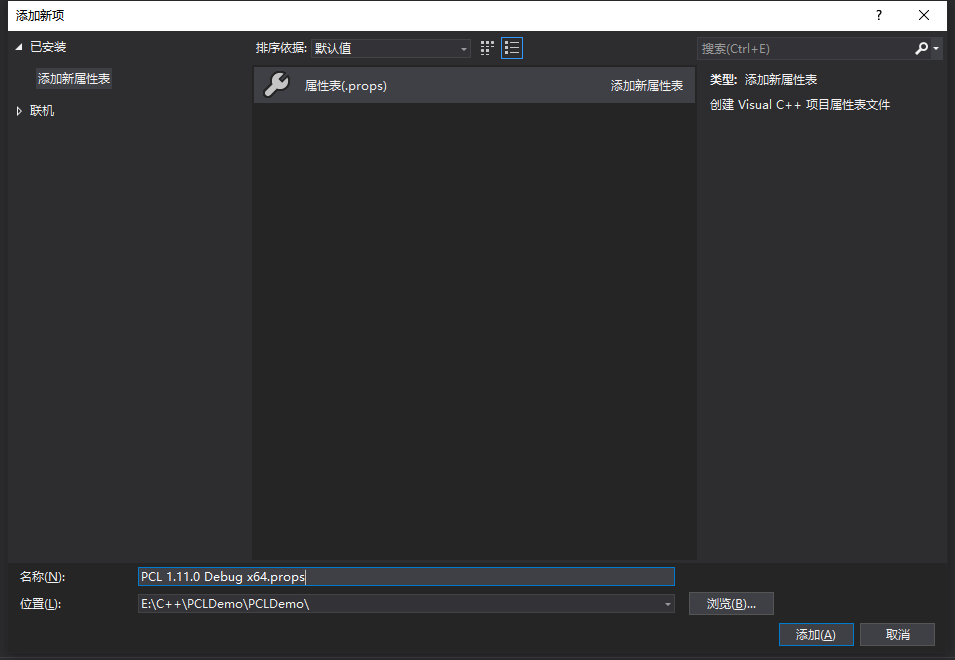 添加新项
?
已安装
排序依据: 默认值
搜索(Ctrl+E)
添加新属性表
属性表(.props) 添加新属性表
类型: 添加新属性表
联机
创建 Visual C++ 项目属性表文件
名称(N): PCL 1.11.0 Debug x64.props
位置(L): E:\C++\PCLDemo\PCLDemo\
浏览(B)...
添加(A) 取消